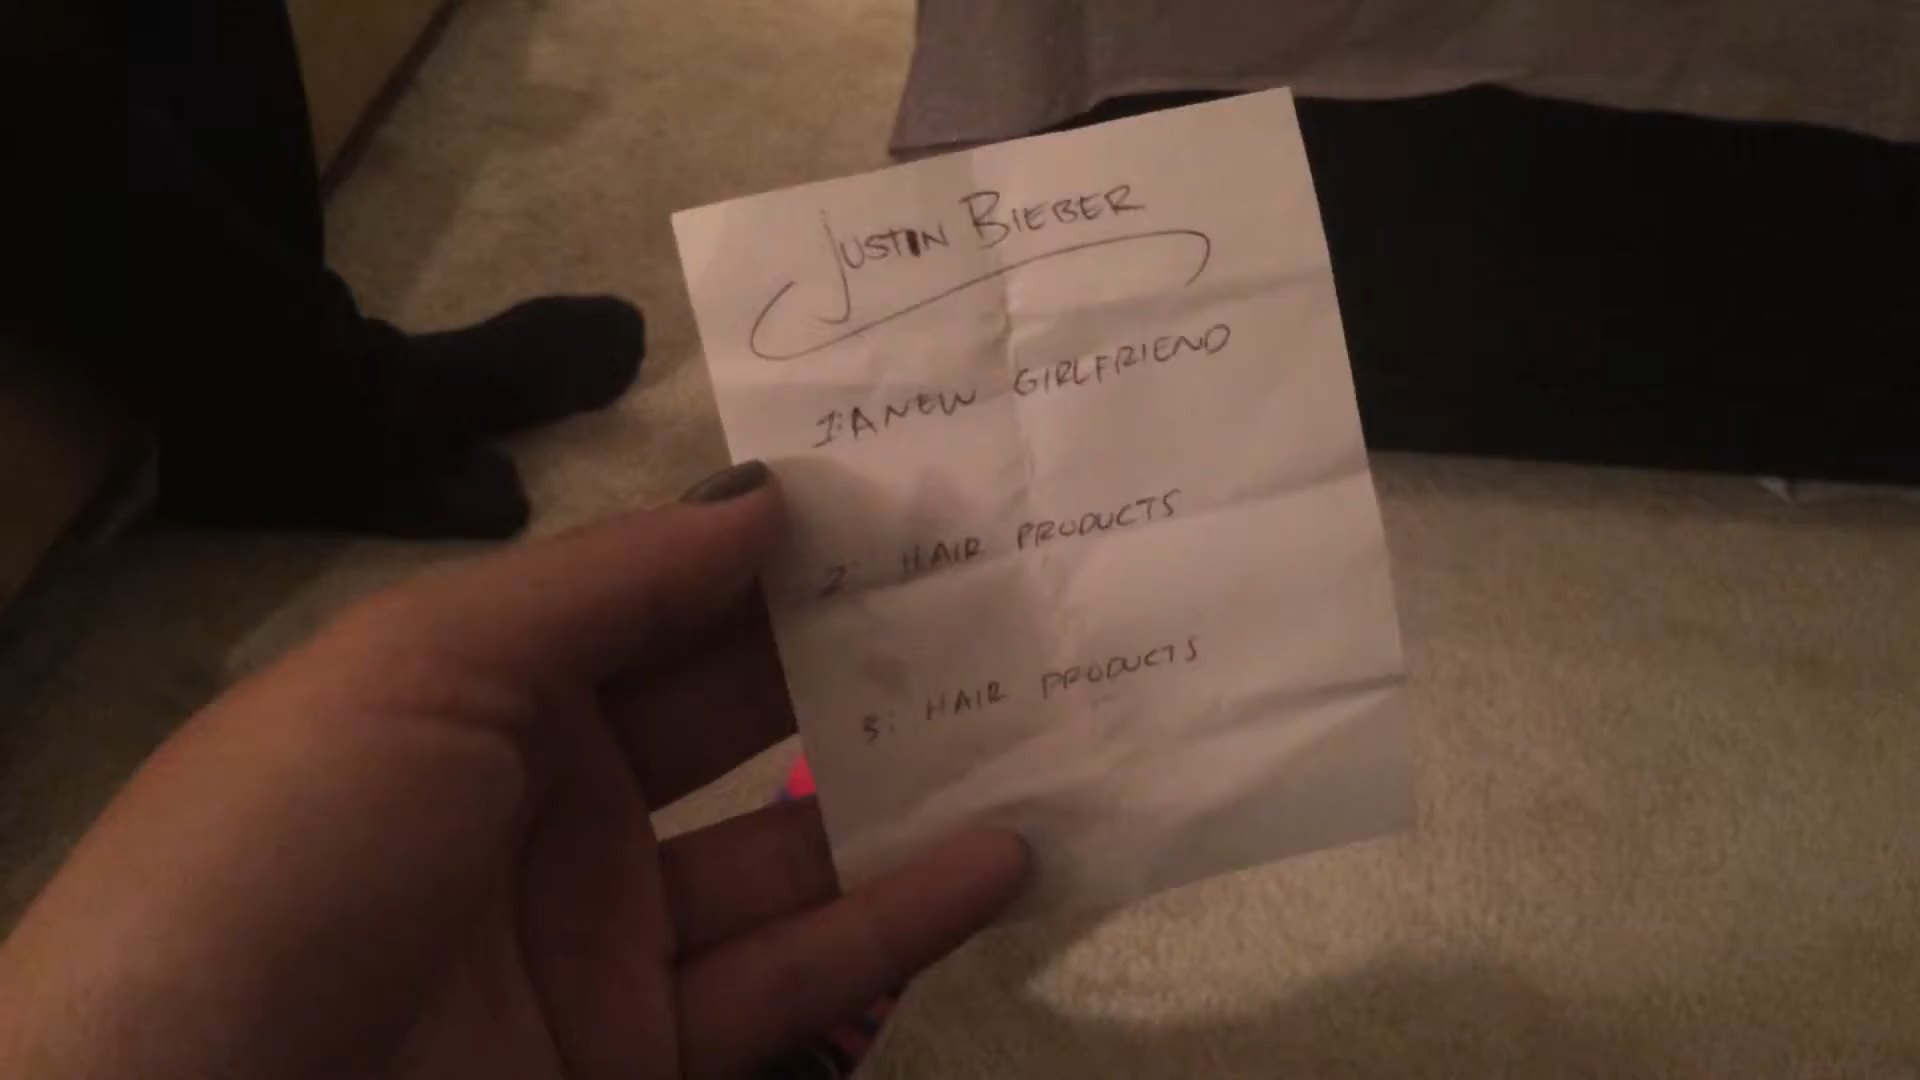 JUSTIN BIEBER
1: A NEW GIRLFRIEND
2: HAIR PRODUCTS
3: HAIR PRODUCTS